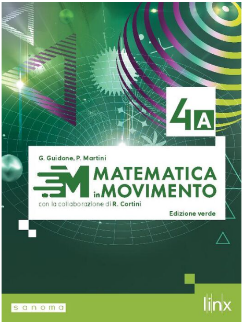 4A
G. Guidone, P. Martini
M MATEMATICA
in MOVIMENTO
con la collaborazione di R. Cortini
Edizione verde
sanoma
linx